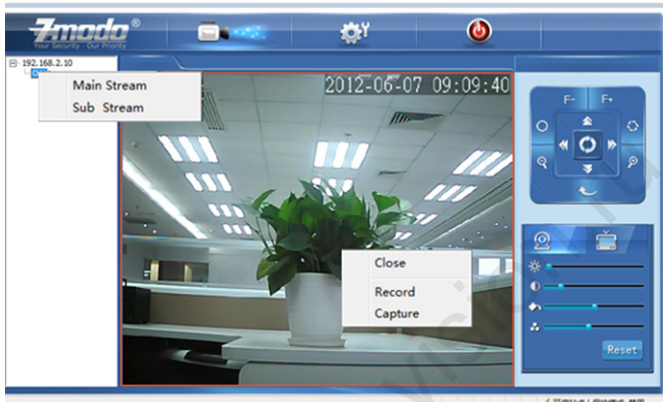 Zmodo®
Your Security - Our Priority
192.168.2.10
Main Stream
Sub Stream
2012-06-07 09:09:40
F- F+
Close
Record
Capture
Reset